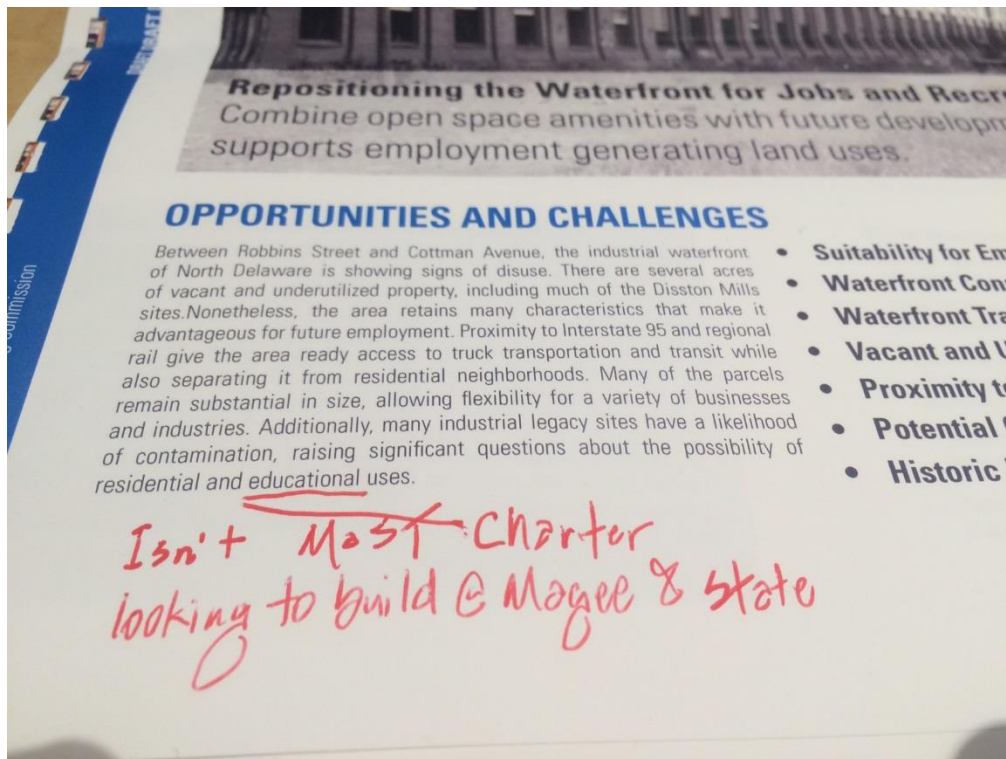 DRAFT DRAFT
commission
Repositioning the Waterfront for Jobs and Recre
Combine open space amenities with future developm
supports employment generating land uses.
OPPORTUNITIES AND CHALLENGES
Between Robbins Street and Cottman Avenue, the industrial waterfront
of North Delaware is showing signs of disuse. There are several acres
of vacant and underutilized property, including much of the Disston Mills
sites.Nonetheless, the area retains many characteristics that make it
advantageous for future employment. Proximity to Interstate 95 and regional
rail give the area ready access to truck transportation and transit while
also separating it from residential neighborhoods. Many of the parcels
remain substantial in size, allowing flexibility for a variety of businesses
and industries. Additionally, many industrial legacy sites have a likelihood
of contamination, raising significant questions about the possibility of
residential and educational uses.
• Suitability for Em
• Waterfront Con
• Waterfront Tra
• Vacant and U
• Proximity t
• Potential
• Historic
Isn't Mast Charter
looking to build @ Magee & State